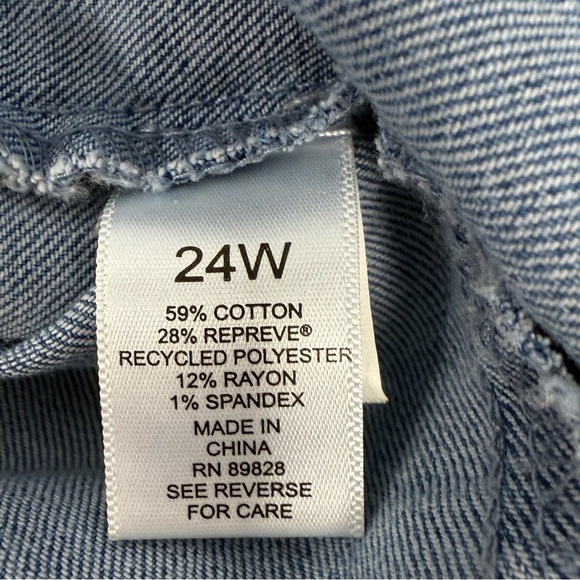 24W
59% COTTON
28% REPREVE®
RECYCLED POLYESTER
12% RAYON
1% SPANDEX
MADE IN
CHINA
RN 89828
SEE REVERSE
FOR CARE